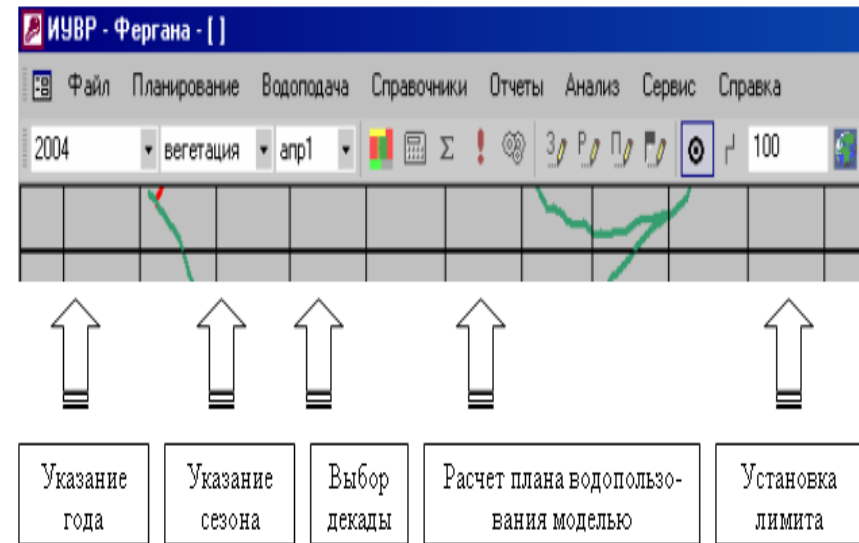 ИУВР - Фергана - [ ]
Файл Планирование Водоподача Справочники Отчеты Анализ Сервис Справка
2004 вегетация апр1 Σ ! З Р П 100
Указание
года
Указание
сезона
Выбор
декады
Расчет плана водопользо-
вания моделью
Установка
лимита